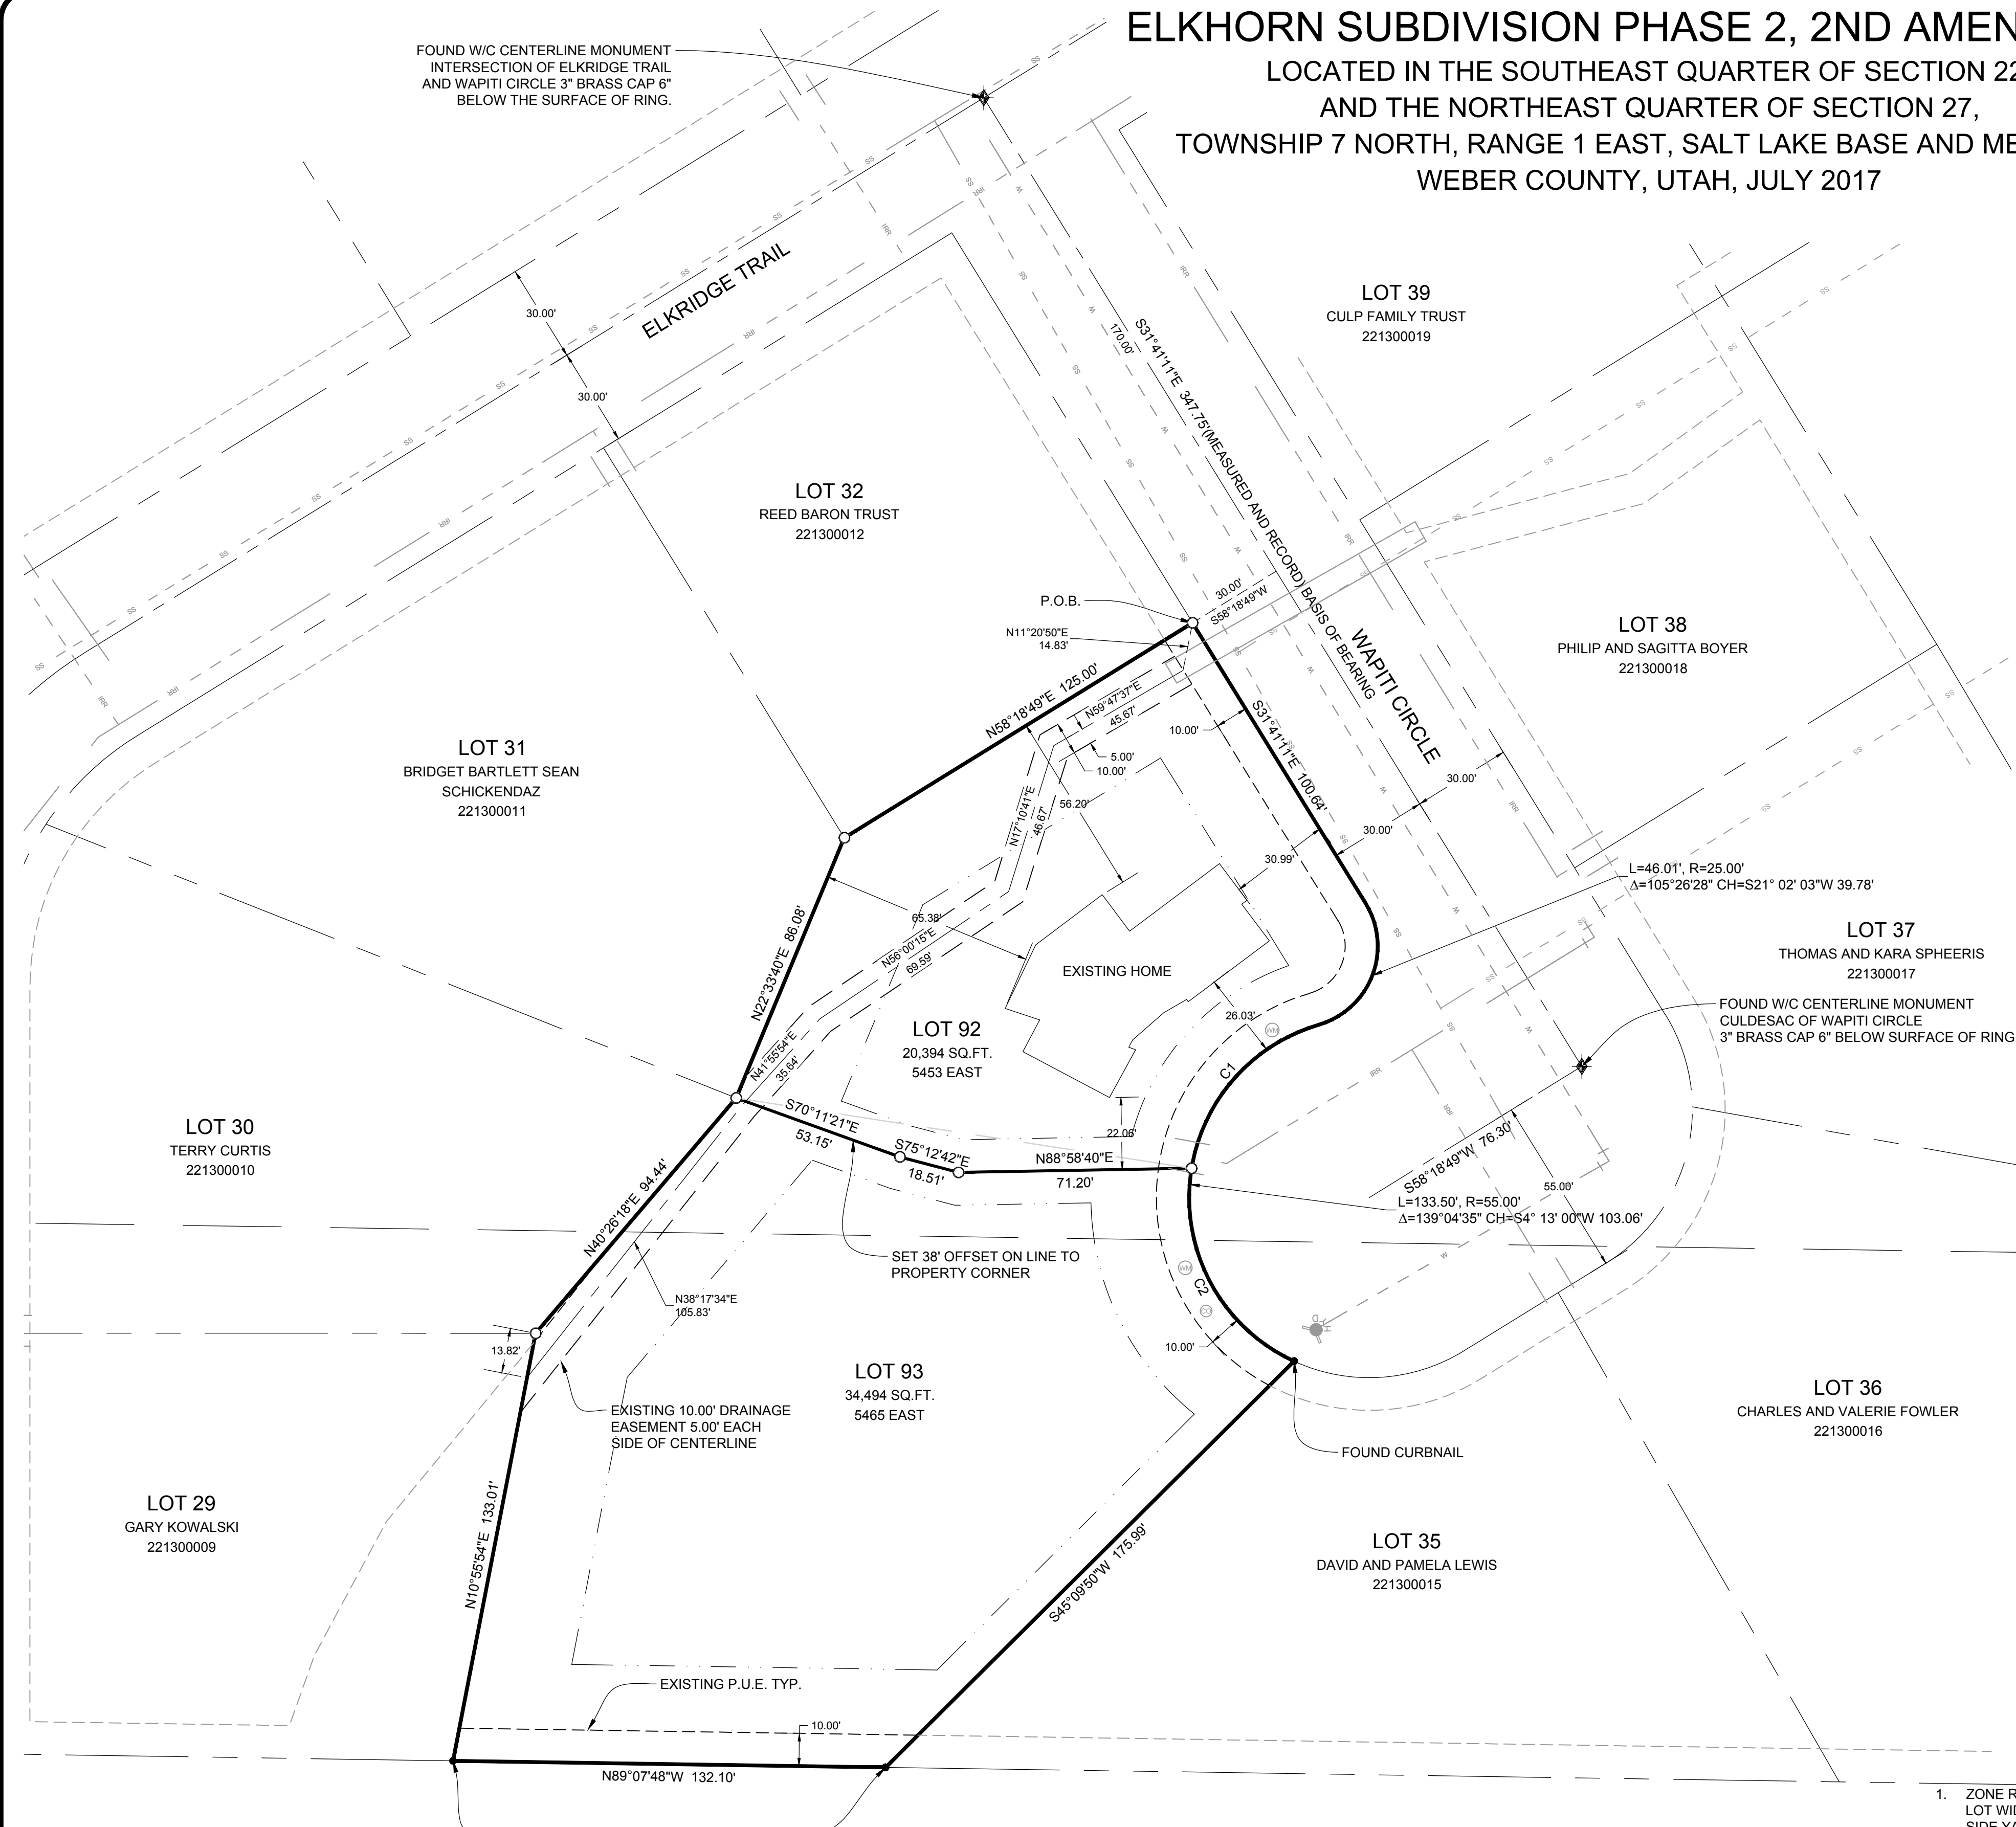 ELKHORN SUBDIVISION PHASE 2, 2ND AMEN
LOCATED IN THE SOUTHEAST QUARTER OF SECTION 22
AND THE NORTHEAST QUARTER OF SECTION 27,
TOWNSHIP 7 NORTH, RANGE 1 EAST, SALT LAKE BASE AND ME
WEBER COUNTY, UTAH, JULY 2017
FOUND W/C CENTERLINE MONUMENT
INTERSECTION OF ELKRIDGE TRAIL
AND WAPITI CIRCLE 3" BRASS CAP 6"
BELOW THE SURFACE OF RING.
ELKRIDGE TRAIL
30.00'
30.00'
170.00'
S31°41'11"E 347.75'(MEASURED AND RECORD) BASIS OF BEARING
WAPITI CIRCLE
LOT 39
CULP FAMILY TRUST
221300019
LOT 32
REED BARON TRUST
221300012
P.O.B.
30.00'
S58°18'49"W
N11°20'50"E
14.83'
LOT 38
PHILIP AND SAGITTA BOYER
221300018
N58°18'49"E 125.00'
N59°47'37"E
45.67'
10.00'
S31°41'11"E 100.64'
5.00'
10.00'
56.20'
N17°10'41"E
46.67'
30.00'
30.00'
30.99'
LOT 31
BRIDGET BARTLETT SEAN
SCHICKENDAZ
221300011
L=46.01', R=25.00'
Δ=105°26'28" CH=S21° 02' 03"W 39.78'
N22°33'40"E 86.08'
65.38'
N56°00'15"E
69.59'
EXISTING HOME
LOT 37
THOMAS AND KARA SPHEERIS
221300017
FOUND W/C CENTERLINE MONUMENT
CULDESAC OF WAPITI CIRCLE
3" BRASS CAP 6" BELOW SURFACE OF RING
LOT 92
20,394 SQ.FT.
5453 EAST
26.03'
WM
C1
N41°55'54"E
35.64'
S70°11'21"E
53.15'
S75°12'42"E
18.51'
22.06'
N88°58'40"E
71.20'
S58°18'49"W 76.30'
55.00'
L=133.50', R=55.00'
Δ=139°04'35" CH=S4° 13' 00"W 103.06'
LOT 30
TERRY CURTIS
221300010
N40°26'18"E 94.44'
SET 38' OFFSET ON LINE TO
PROPERTY CORNER
N38°17'34"E
105.83'
WM
C2
CO
HYD
10.00'
13.82'
LOT 93
34,494 SQ.FT.
5465 EAST
EXISTING 10.00' DRAINAGE
EASEMENT 5.00' EACH
SIDE OF CENTERLINE
LOT 36
CHARLES AND VALERIE FOWLER
221300016
FOUND CURBNAIL
LOT 29
GARY KOWALSKI
221300009
N10°55'54"E 133.01'
S45°09'50"W 175.99'
LOT 35
DAVID AND PAMELA LEWIS
221300015
EXISTING P.U.E. TYP.
10.00'
N89°07'48"W 132.10'
1. ZONE R
LOT WI